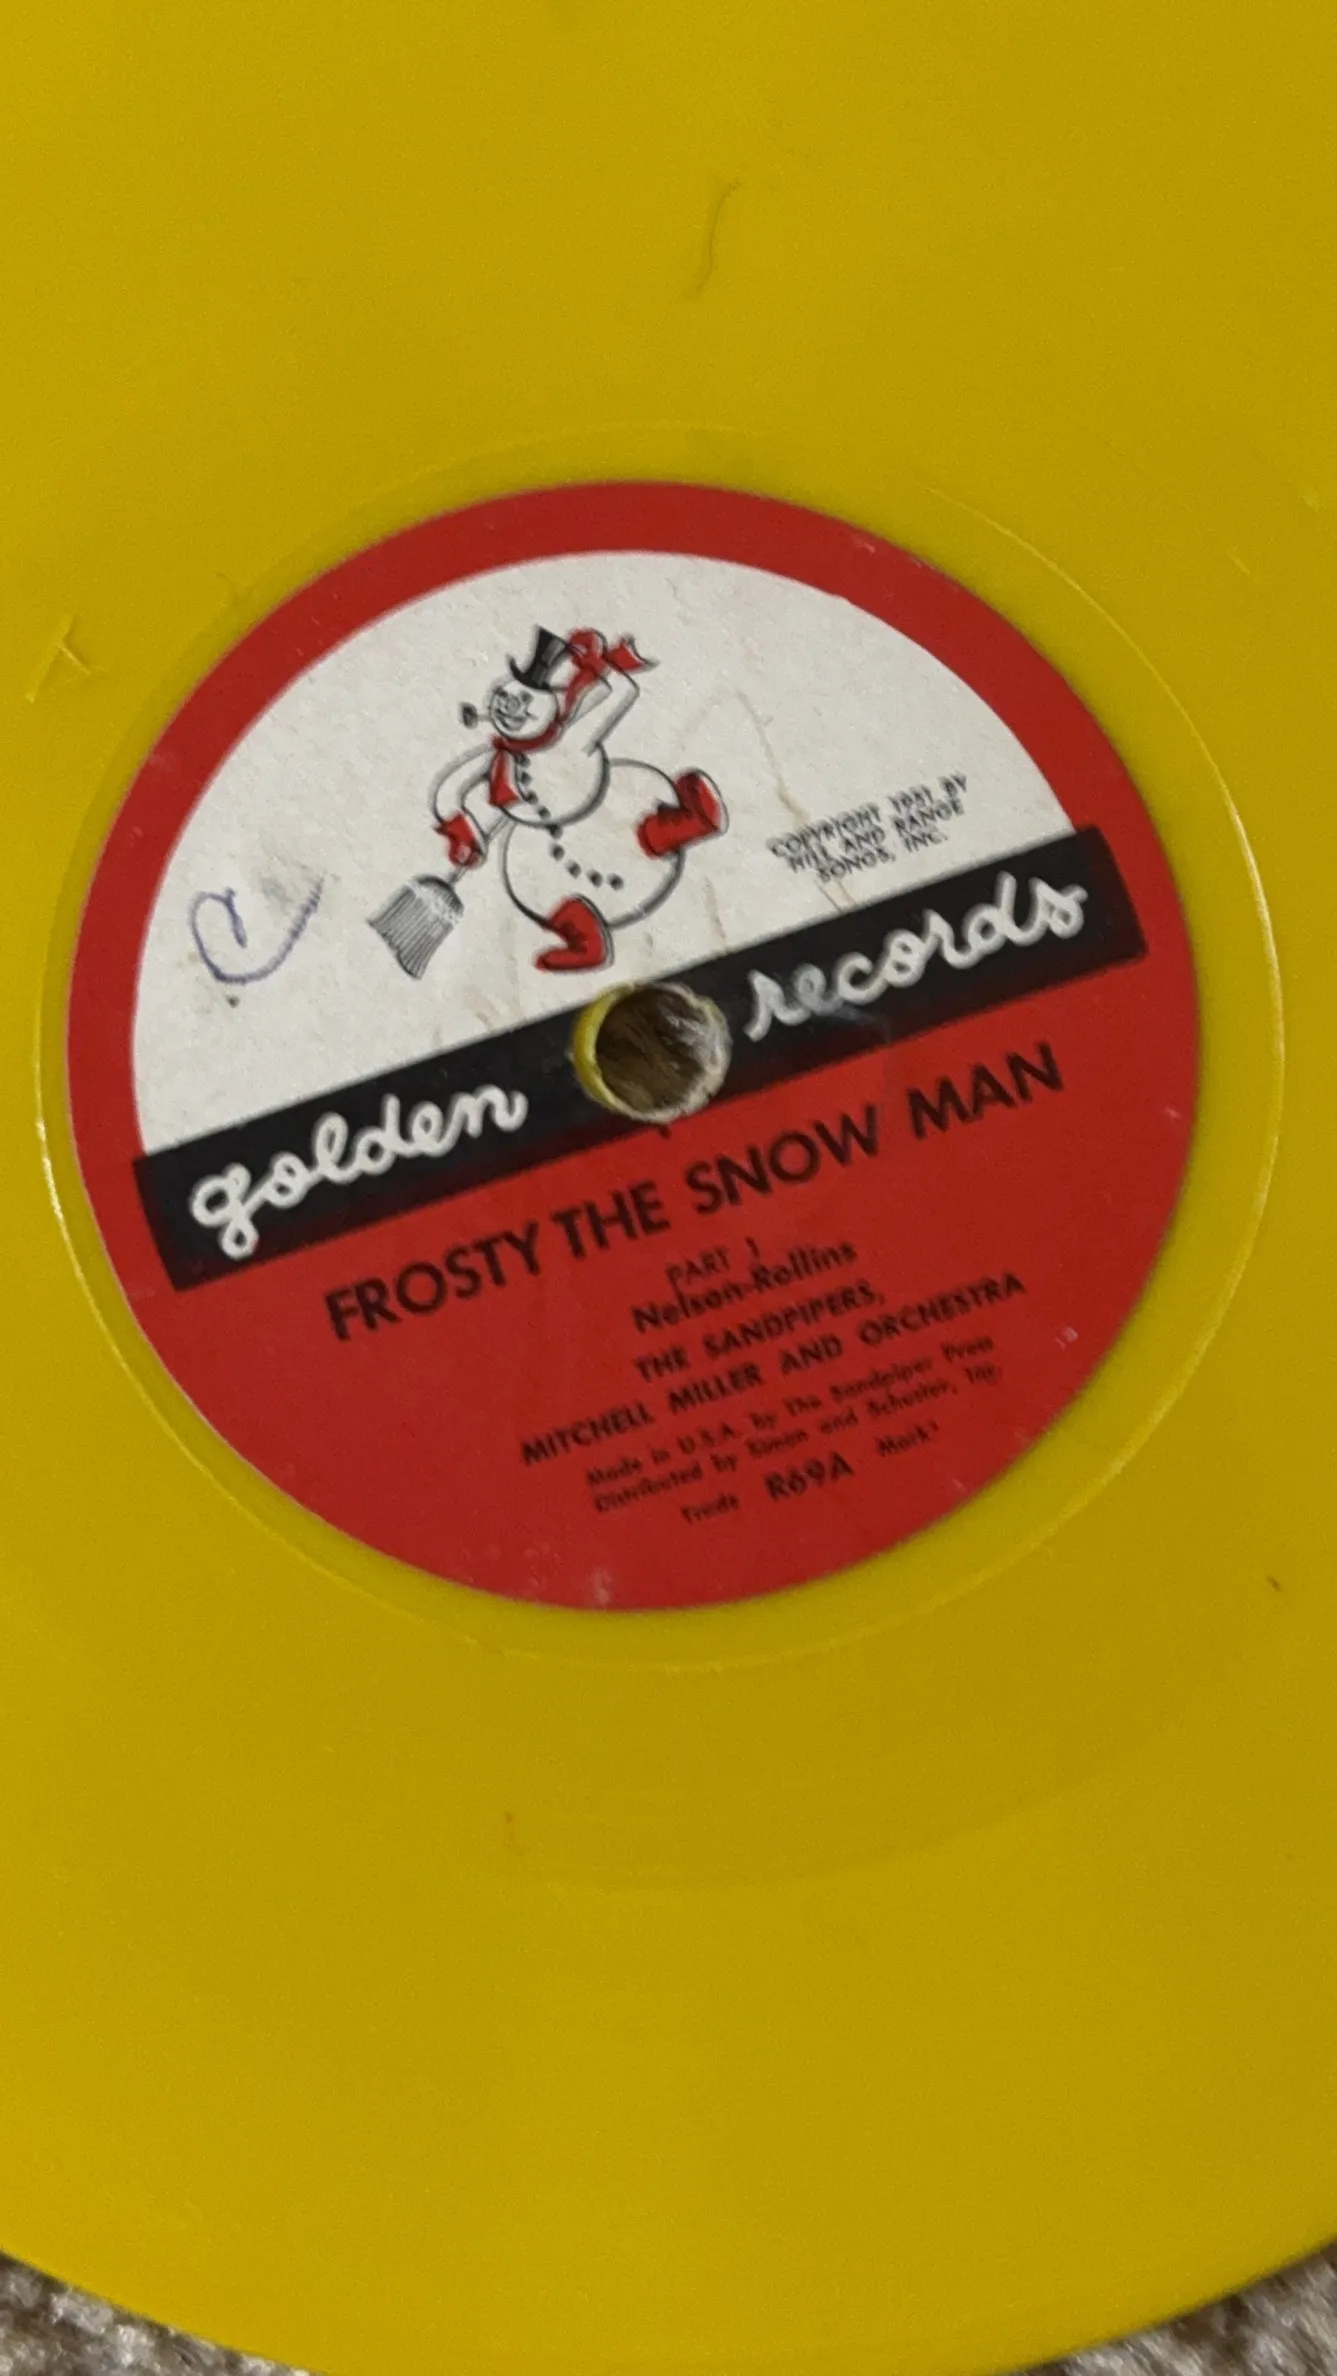 COPYRIGHT 1951 BY
HILL AND RANGE
SONGS, INC.
golden records
FROSTY THE SNOW MAN
PART 1
Nelson-Rollins
THE SANDPIPERS,
MITCHELL MILLER AND ORCHESTRA
Made in U.S.A. by The Sandpiper Press
Distributed by Simon and Schuster, Inc.
Trade R69A Mark